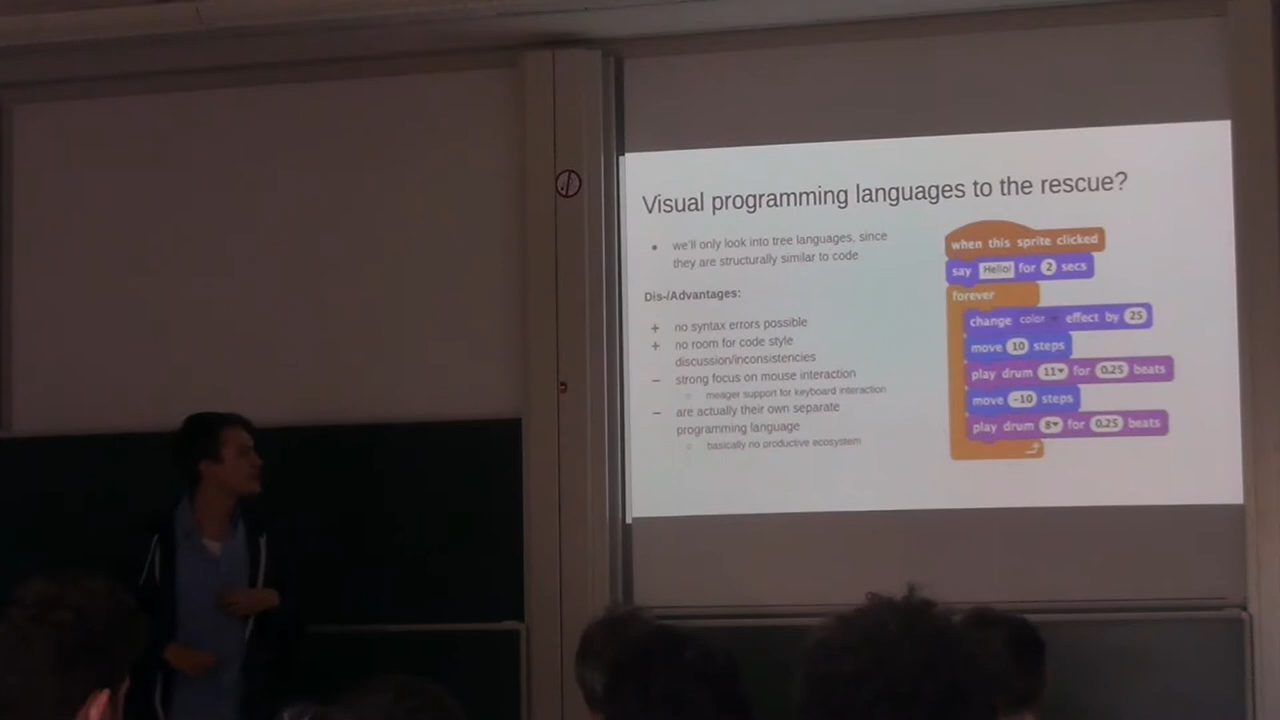 Visual programming languages to the rescue?
● we'll only look into tree languages, since
they are structurally similar to code
Dis-/Advantages:
+ no syntax errors possible
+ no room for code style
discussion/inconsistencies
− strong focus on mouse interaction
○ meager support for keyboard interaction
− are actually their own separate
programming language
○ basically no productive ecosystem
when this sprite clicked
say Hello! for 2 secs
forever
change color effect by 25
move 10 steps
play drum 11 for 0.25 beats
move -10 steps
play drum 8 for 0.25 beats